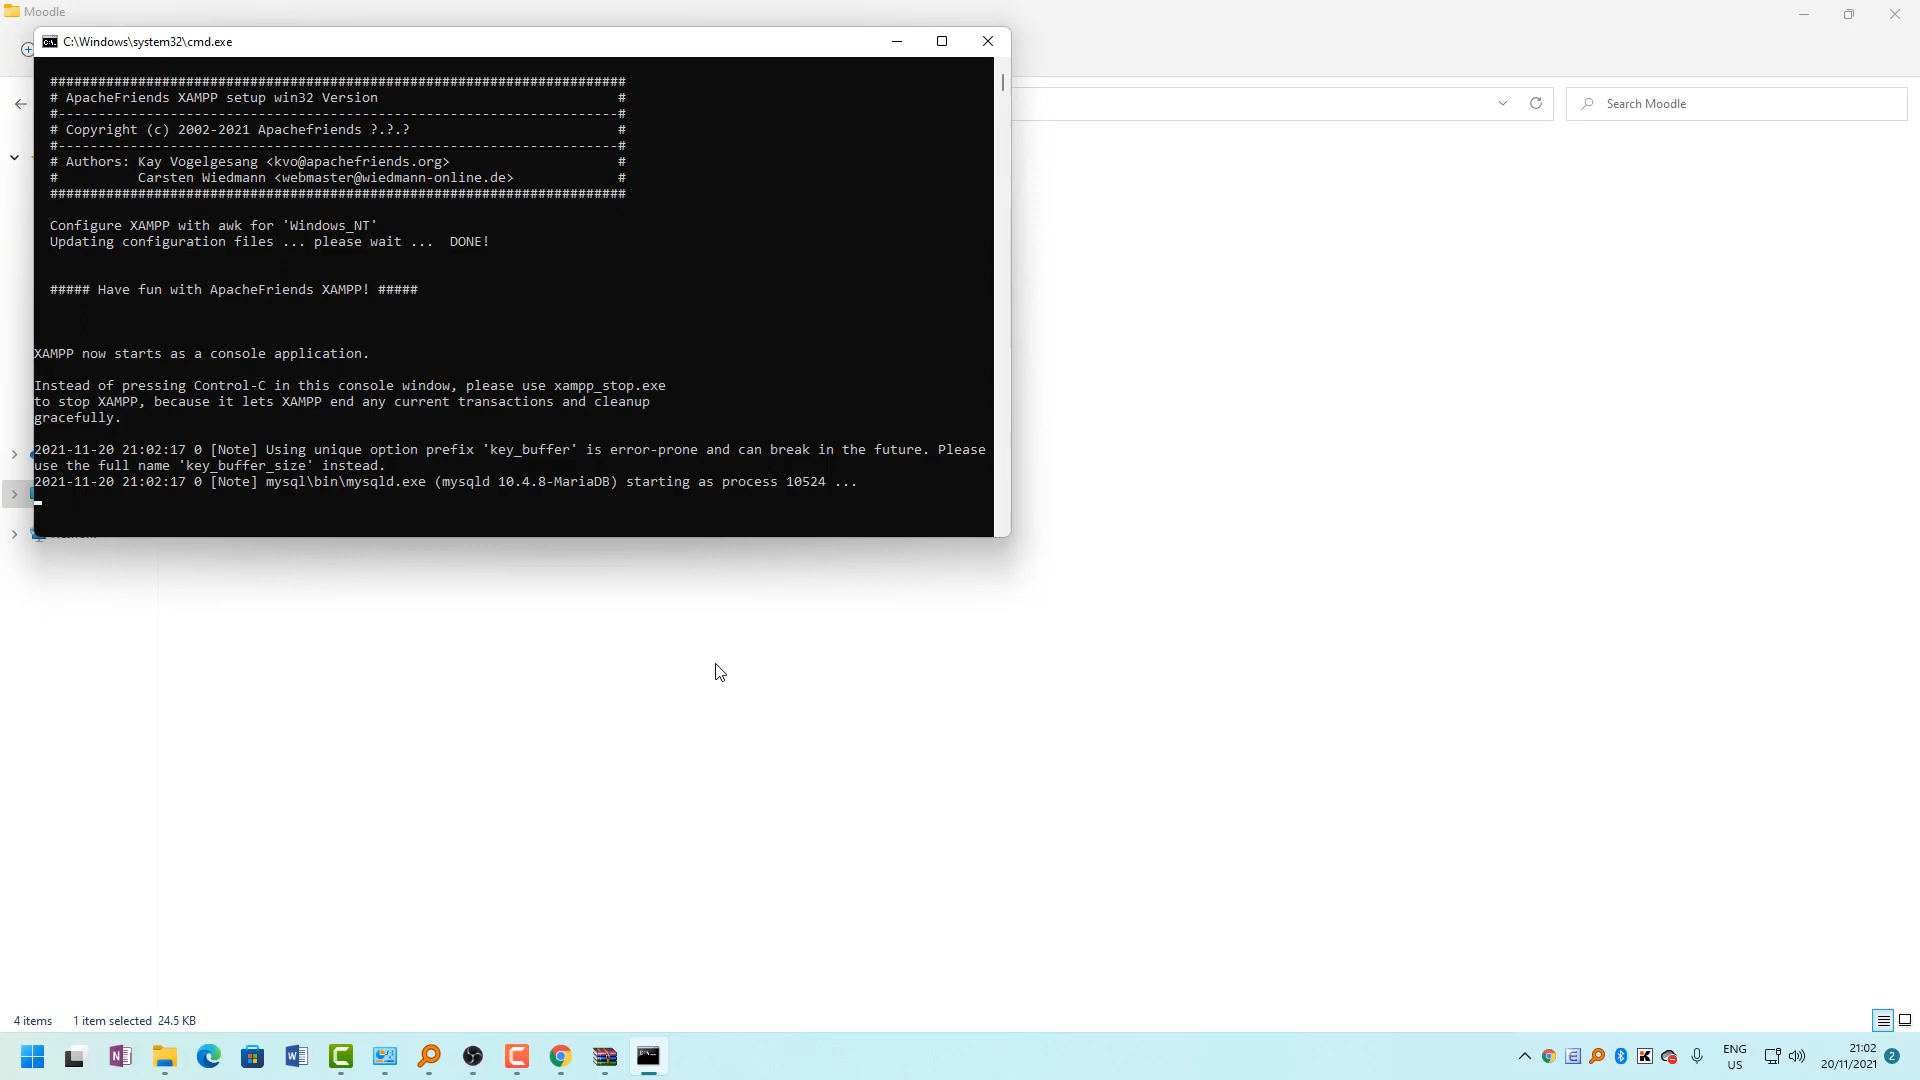 Moodle
C:\Windows\system32\cmd.exe
########################################################################
# ApacheFriends XAMPP setup win32 Version #
#----------------------------------------------------------------------#
# Copyright (c) 2002-2021 Apachefriends ?.?.? #
#----------------------------------------------------------------------#
# Authors: Kay Vogelgesang <kvo@apachefriends.org> #
# Carsten Wiedmann <webmaster@wiedmann-online.de> #
########################################################################
Configure XAMPP with awk for 'Windows_NT'
Updating configuration files ... please wait ... DONE!
##### Have fun with ApacheFriends XAMPP! #####
XAMPP now starts as a console application.
Instead of pressing Control-C in this console window, please use xampp_stop.exe
to stop XAMPP, because it lets XAMPP end any current transactions and cleanup
gracefully.
2021-11-20 21:02:17 0 [Note] Using unique option prefix 'key_buffer' is error-prone and can break in the future. Please
use the full name 'key_buffer_size' instead.
2021-11-20 21:02:17 0 [Note] mysql\bin\mysqld.exe (mysqld 10.4.8-MariaDB) starting as process 10524 ...
Search Moodle
4 items 1 item selected 24.5 KB
ENG
US
21:02
20/11/2021
2